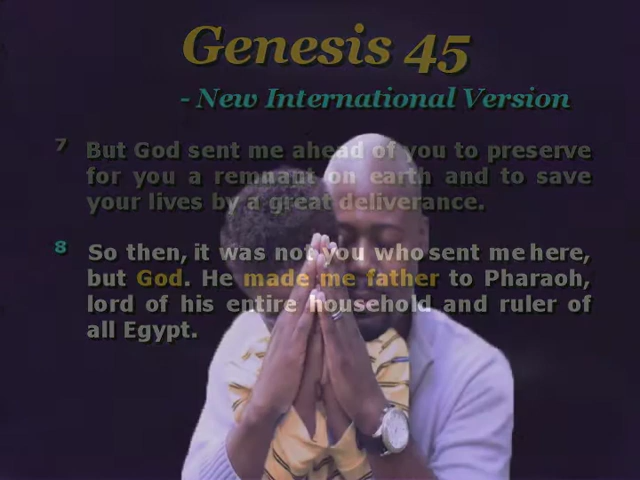 Genesis 45
- New International Version
7 But God sent me ahead of you to preserve
for you a remnant on earth and to save
your lives by a great deliverance.
8 So then, it was not you who sent me here,
but God. He made me father to Pharaoh,
lord of his entire household and ruler of
all Egypt.